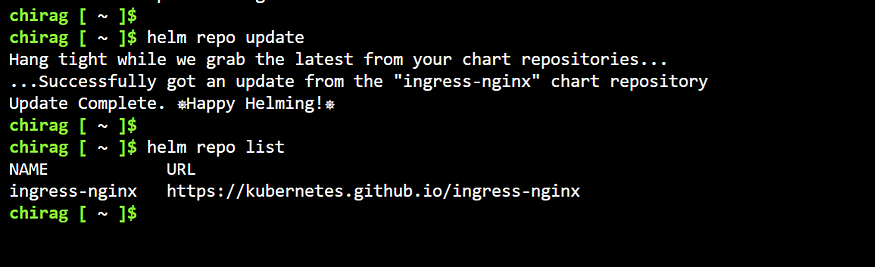 chirag [ ~ ]$
chirag [ ~ ]$ helm repo update
Hang tight while we grab the latest from your chart repositories...
...Successfully got an update from the "ingress-nginx" chart repository
Update Complete. ⎈Happy Helming!⎈
chirag [ ~ ]$
chirag [ ~ ]$ helm repo list
NAME            URL
ingress-nginx   https://kubernetes.github.io/ingress-nginx
chirag [ ~ ]$